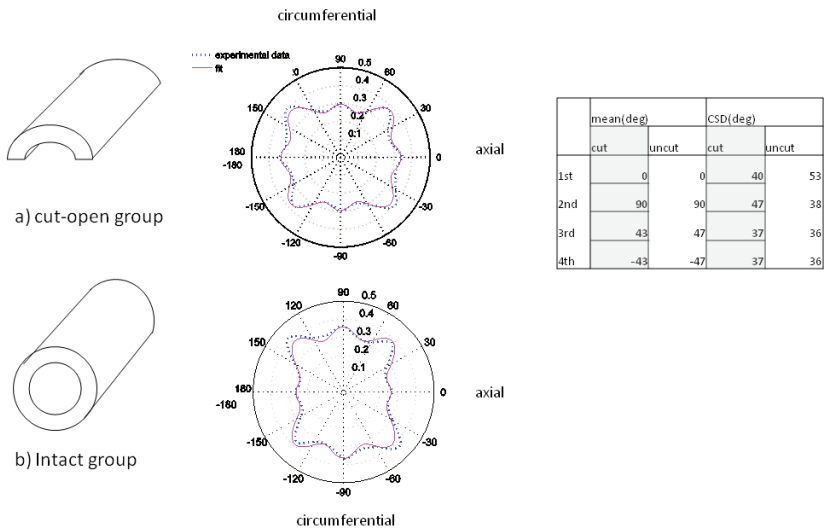 circumferential
experimental data
fit
90
0.5
0.4
0.3
0.2
0.1
60
30
0
-30
-60
-90
-120
-150
180
-180
150
:0
axial
a) cut-open group
mean(deg) CSD(deg)
cut uncut cut uncut
1st 0 0 40 53
2nd 90 90 47 38
3rd 43 47 37 36
4th -43 -47 37 36
90
0.5
0.4
0.3
0.2
0.1
120
60
150
30
180
-180
0
-150
-30
-120
-60
-90
axial
b) Intact group
circumferential